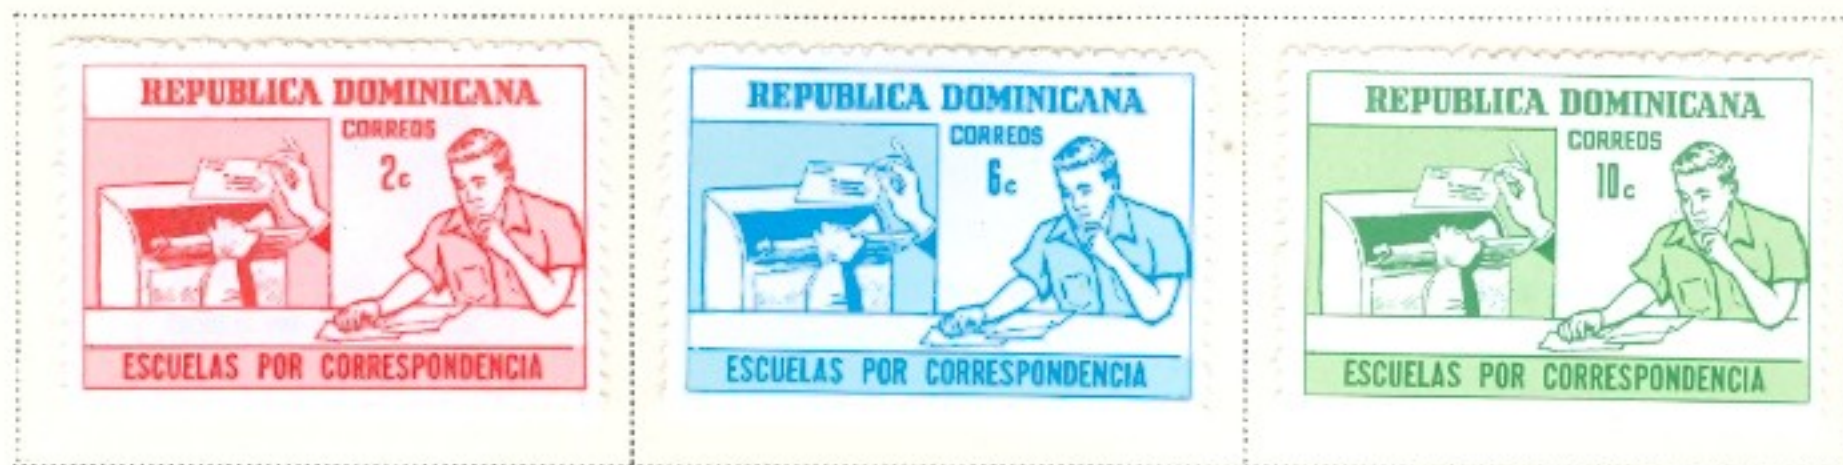 REPUBLICA DOMINICANA
CORREOS
2c
ESCUELAS POR CORRESPONDENCIA
REPUBLICA DOMINICANA
CORREOS
6c
ESCUELAS POR CORRESPONDENCIA
REPUBLICA DOMINICANA
CORREOS
10c
ESCUELAS POR CORRESPONDENCIA